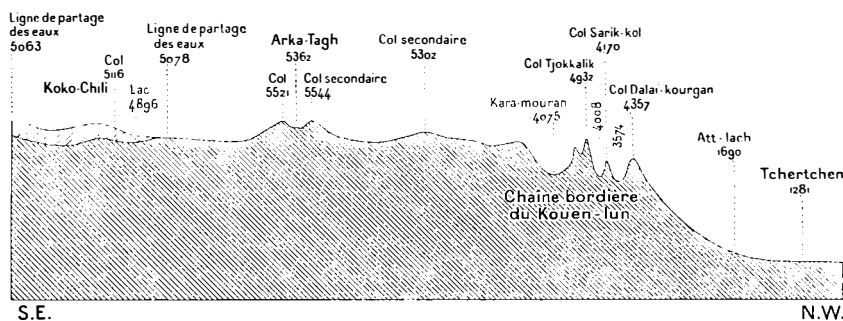 Ligne de partage
des eaux
5063
Koko-Chili
Col
5116
Lac
4896
Ligne de partage
des eaux
5078
Arka-Tagh
5362
Col
5521
Col secondaire
5544
Col secondaire
5302
Kara-mouran
4075
Col Tjokkalik
4932
Col Sarik-kol
4170
4008
3574
Col Dalai-kourgan
4357
Att-lach
1690
Tchertchen
1281
Chaîne bordière
du Kouen-lun
S.E.
N.W.